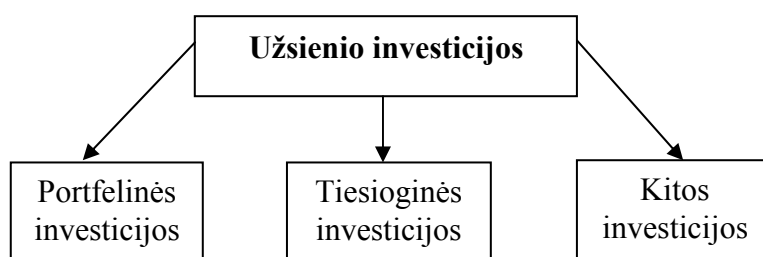 Užsienio investicijos
Portfelinės
investicijos
Tiesioginės
investicijos
Kitos
investicijos